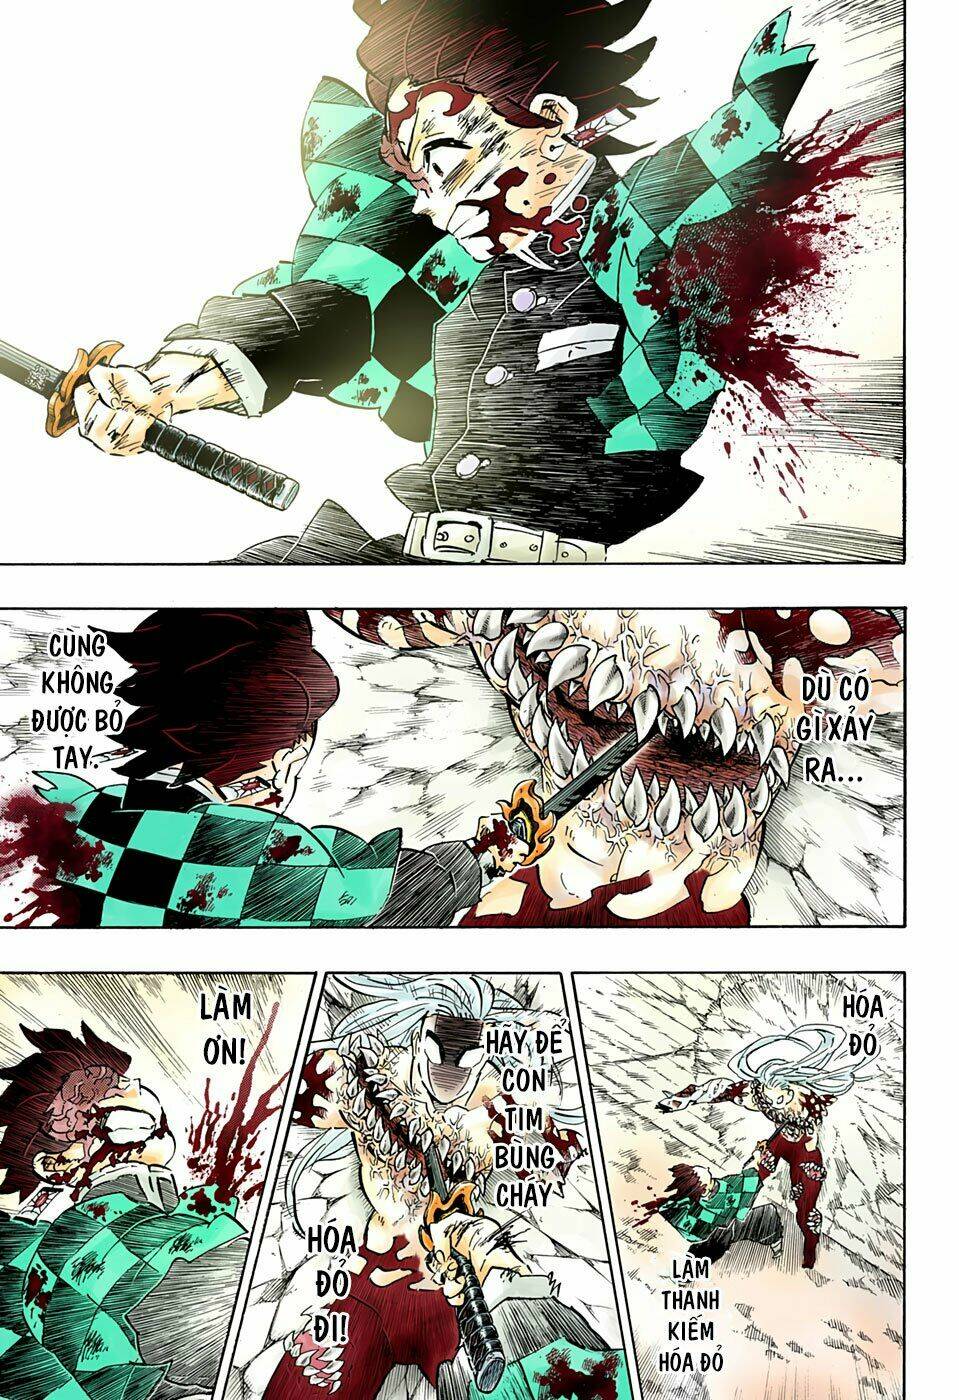 DÙ CÓ
GÌ XẢY
RA...
CÙNG
KHÔNG
ĐƯỢC BỎ
TAY.
HÓA
ĐỎ
LÀM
THANH
KIẾM
HÓA ĐỎ
HÃY ĐỂ
CON
TIM
BÙNG
CHÁY
HÓA
ĐỎ
ĐI!
LÀM
ƠN!